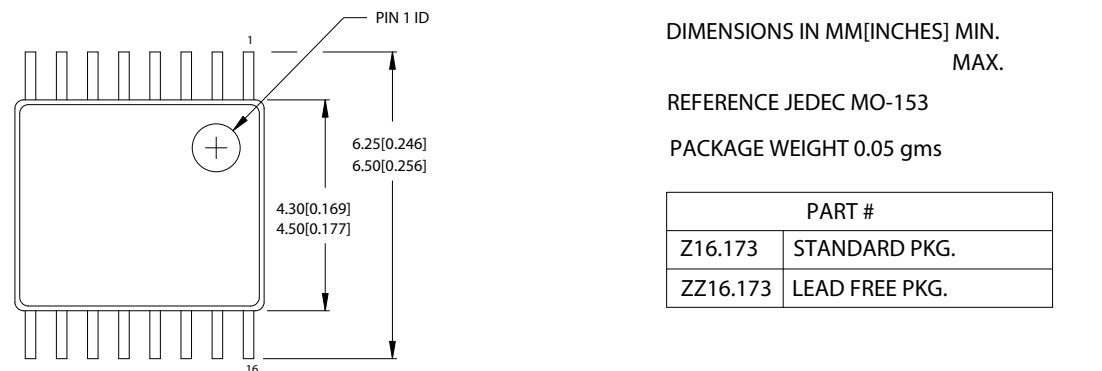 PIN 1 ID
1
6.25[0.246]
6.50[0.256]
4.30[0.169]
4.50[0.177]
16
DIMENSIONS IN MM[INCHES] MIN.
MAX.
REFERENCE JEDEC MO-153
PACKAGE WEIGHT 0.05 gms
PART #
Z16.173 STANDARD PKG.
ZZ16.173 LEAD FREE PKG.